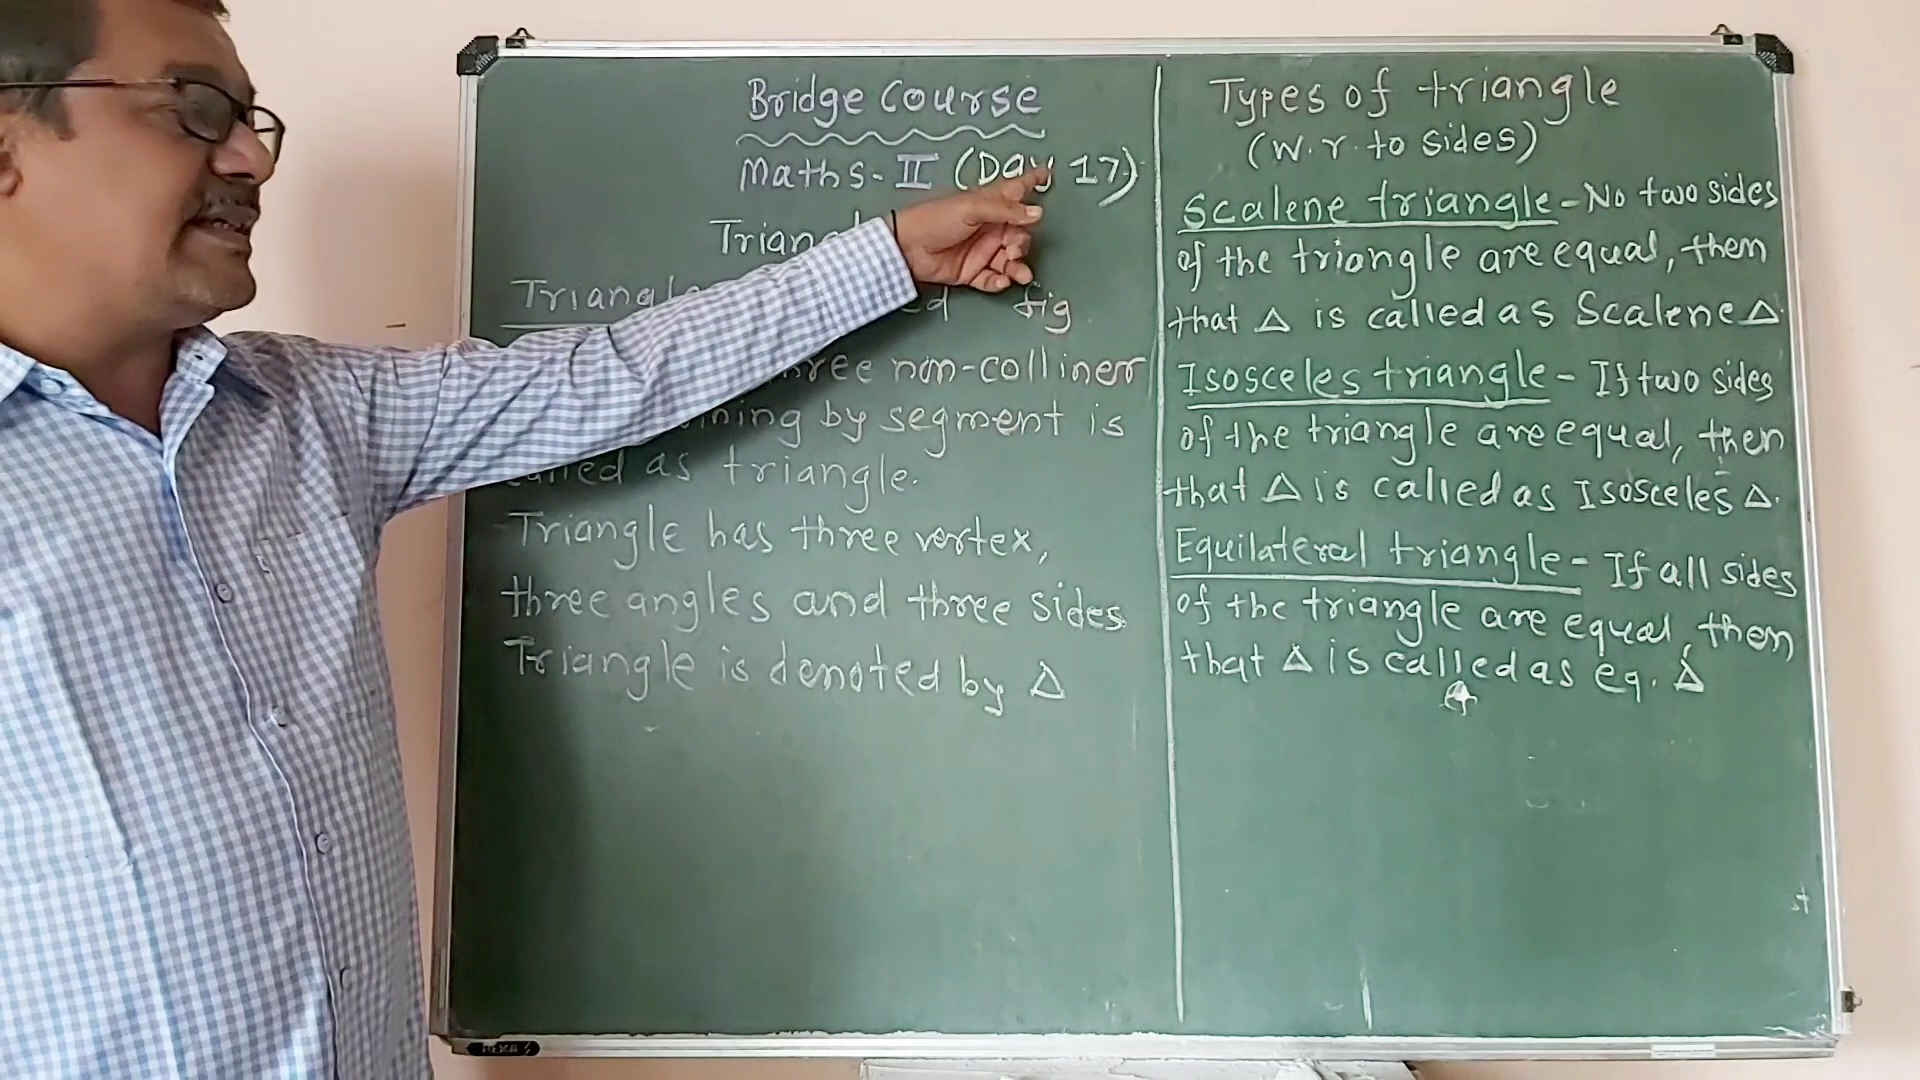 Bridge Course
Maths-II (Day 17)
Triangle fig
non-colliner
by segment is
as triangle.
Triangle has three vertex,
three angles and three sides
Triangle is denoted by Δ
Types of triangle
(W.r.to sides)
Scalene triangle - No two sides
of the triangle are equal, then
that Δ is called as Scalene Δ
Isosceles triangle - If two sides
of the triangle are equal, then
that Δ is called as Isosceles Δ.
Equilateral triangle - If all sides
of the triangle are equal, then
that Δ is called as eq. Δ